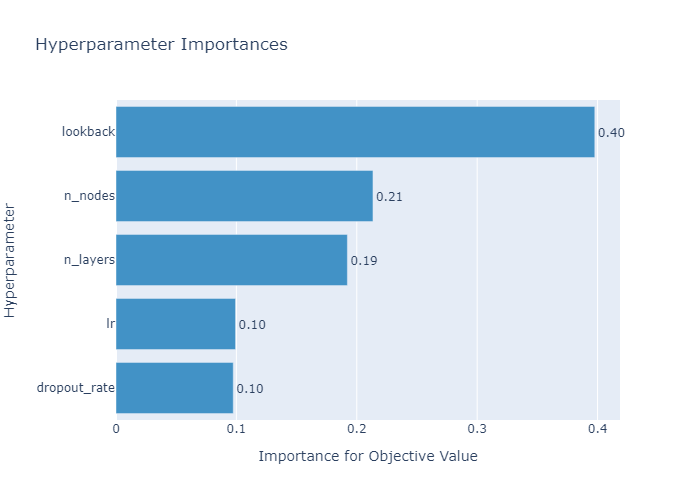 Hyperparameter Importances
Hyperparameter
lookback
0.40
n_nodes
0.21
n_layers
0.19
lr
0.10
dropout_rate
0.10
0
0.1
0.2
0.3
0.4
Importance for Objective Value